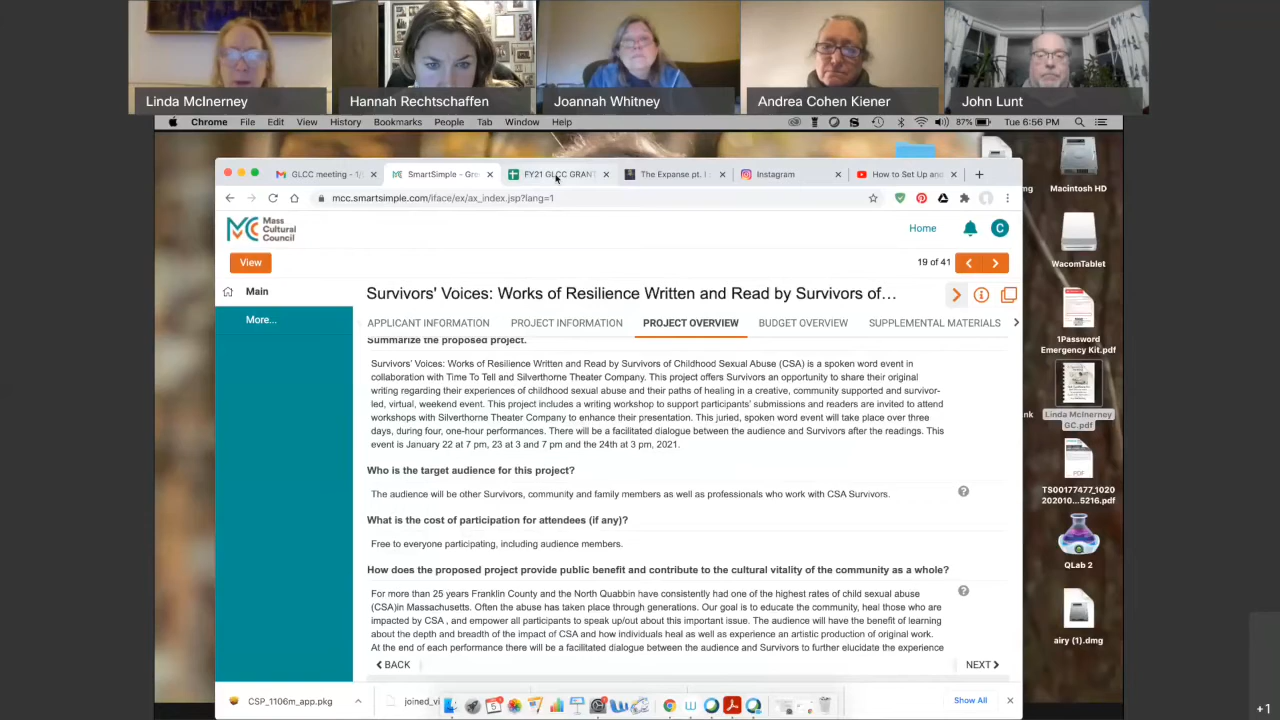 Linda McInerney
Hannah Rechtschaffen
Joannah Whitney
Andrea Cohen Kiener
John Lunt
Chrome File Edit View History Bookmarks People Tab Window Help
87% Tue 6:56 PM
GLCC meeting - 1/
SmartSimple - Gr
FY21 GLCC GRANT
The Expanse pt. I
Instagram
How to Set Up and
mcc.smartsimple.com/iface/ex/ax_index.jsp?lang=1
Mass
Cultural
Council
Home
C
View
19 of 41
Main
More...
Survivors' Voices: Works of Resilience Written and Read by Survivors of…
PPLICANT INFORMATION PROJECT INFORMATION PROJECT OVERVIEW BUDGET OVERVIEW SUPPLEMENTAL MATERIALS
Summarize the proposed project.
Survivors' Voices: Works of Resilience Written and Read by Survivors of Childhood Sexual Abuse (CSA) is a spoken word event in
collaboration with Time To Tell and Silverthorne Theater Company. This project offers Survivors an opportunity to share their original
writing regarding their experiences of childhood sexual abuse and their paths of healing in a creative, community supported and survivor-
led, virtual, weekend event. This project includes a writing workshop to support participants' submissions and readers are invited to attend
workshops with Silverthorne Theater Company to enhance their presentation. This juried, spoken word event will take place over three
days, during four, one-hour performances. There will be a facilitated dialogue between the audience and Survivors after the readings. This
event is January 22 at 7 pm, 23 at 3 and 7 pm and the 24th at 3 pm, 2021.
Who is the target audience for this project?
The audience will be other Survivors, community and family members as well as professionals who work with CSA Survivors.
What is the cost of participation for attendees (if any)?
Free to everyone participating, including audience members.
How does the proposed project provide public benefit and contribute to the cultural vitality of the community as a whole?
For more than 25 years Franklin County and the North Quabbin have consistently had one of the highest rates of child sexual abuse
(CSA)in Massachusetts. Often the abuse has taken place through generations. Our goal is to educate the community, heal those who are
impacted by CSA , and empower all participants to speak up/out about this important issue. The audience will have the benefit of learning
about the depth and breadth of the impact of CSA and how individuals heal as well as experience an artistic production of original work.
At the end of each performance there will be a facilitated dialogue between the audience and Survivors to further elucidate the experience
BACK
NEXT
CSP_1106m_app.pkg
joined_vi
Show All
Macintosh HD
WacomTablet
1Password
Emergency Kit.pdf
Linda McInerney
GC.pdf
PDF
TS00177477_1020
202010...5216.pdf
QLab 2
airy (1).dmg
+1